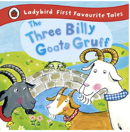 Ladybird First Favourite Tales
The
Three Billy
Goats Gruff